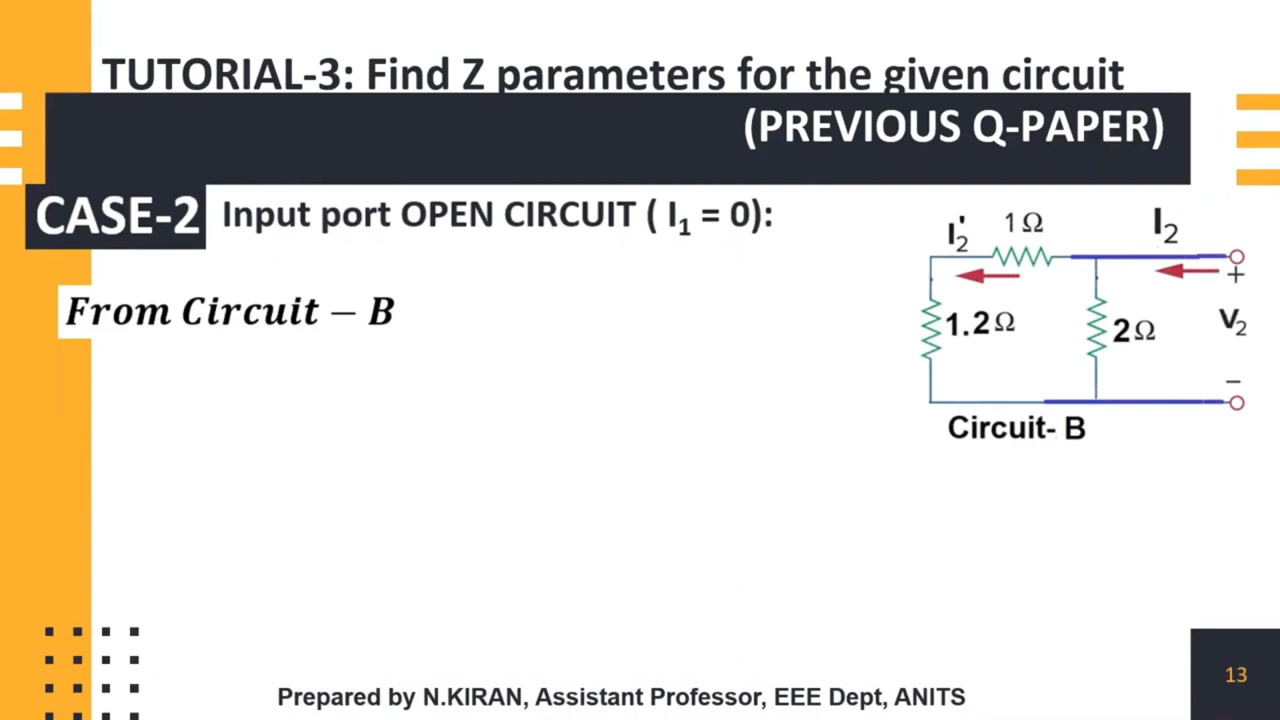 TUTORIAL-3: Find Z parameters for the given circuit
(PREVIOUS Q-PAPER)
CASE-2 Input port OPEN CIRCUIT ( I₁ = 0):
From Circuit – B
I₂' 1Ω I₂
+
1.2Ω 2Ω V₂
–
Circuit- B
13
Prepared by N.KIRAN, Assistant Professor, EEE Dept, ANITS